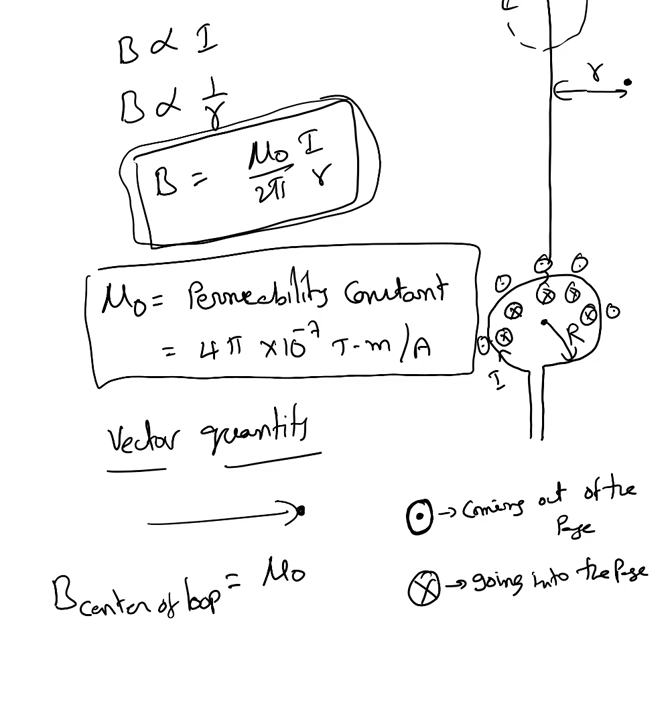 B ∝ I
B ∝ 1/r
B = μ₀/2π I/r
r
μ₀ = Permeability Constant
= 4π ×10⁻⁷ T-m/A
R
I
Vector quantity
⊙ → Coming out of the
Page
B center of loop = μ₀
⊗ → going into the Page